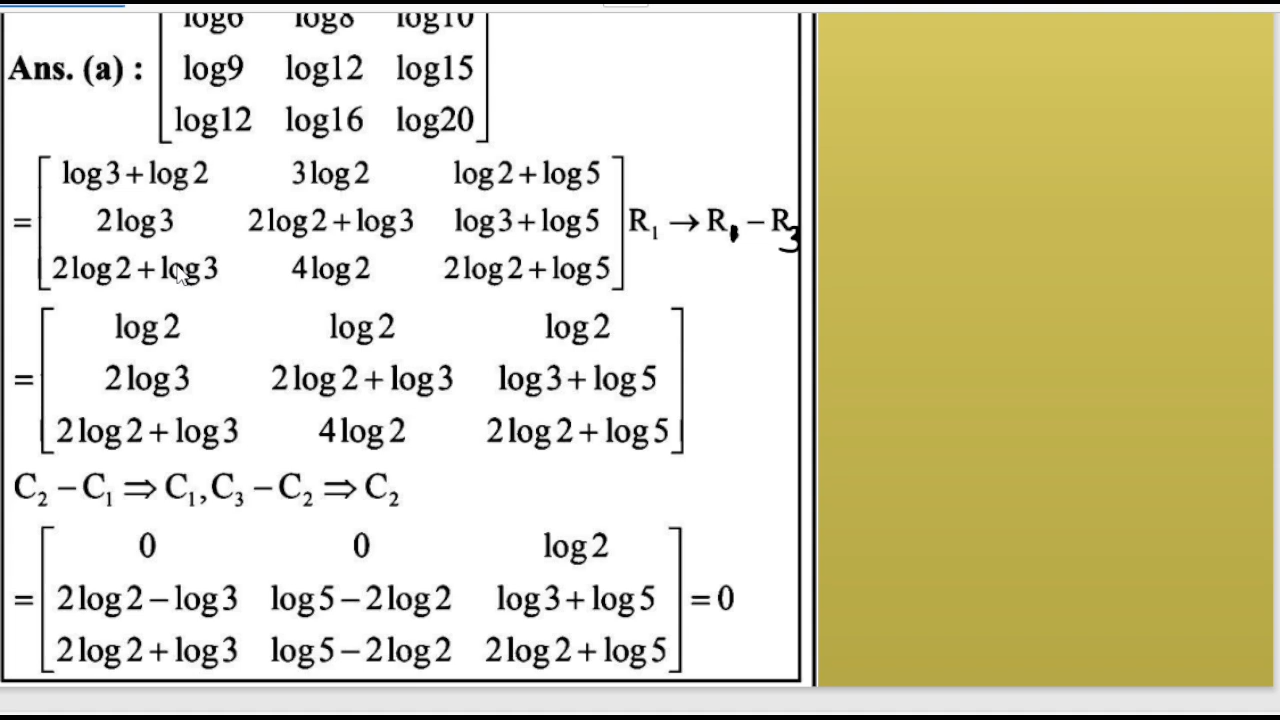 log6 log8 log10
Ans. (a) : log9 log12 log15
log12 log16 log20
log3+log2 3log2 log2+log5
= 2log3 2log2+log3 log3+log5 R₁ → R₁ − R₃
2log2+log3 4log2 2log2+log5
log2 log2 log2
= 2log3 2log2+log3 log3+log5
2log2+log3 4log2 2log2+log5
C₂ − C₁ ⇒ C₁, C₃ − C₂ ⇒ C₂
0 0 log2
= 2log2−log3 log5−2log2 log3+log5 = 0
2log2+log3 log5−2log2 2log2+log5